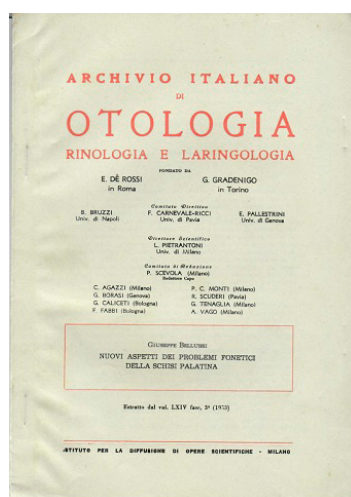 ARCHIVIO ITALIANO
DI
OTOLOGIA
RINOLOGIA E LARINGOLOGIA
FONDATO DA
E. DÈ ROSSI G. GRADENIGO
in Roma in Torino
Comitato Direttivo
B. BRUZZI F. CARNEVALE-RICCI E. PALLESTRINI
Univ. di Napoli Univ. di Pavia Univ. di Genova
Direttore Scientifico
L. PIETRANTONI
Univ. di Milano
Comitato di Redazione
P. SCEVOLA (Milano)
Redattore Capo
C. AGAZZI (Milano) P. C. MONTI (Milano)
G. BORASI (Genova) R. SCUDERI (Pavia)
G. CALICETI (Bologna) G. TENAGLIA (Milano)
F. FABBI (Bologna) A. VAGO (Milano)
GIUSEPPE BELLUSSI
NUOVI ASPETTI DEI PROBLEMI FONETICI
DELLA SCHISI PALATINA
Estratto dal vol. LXIV fasc. 3° (1953)
ISTITUTO PER LA DIFFUSIONE DI OPERE SCIENTIFICHE - MILANO